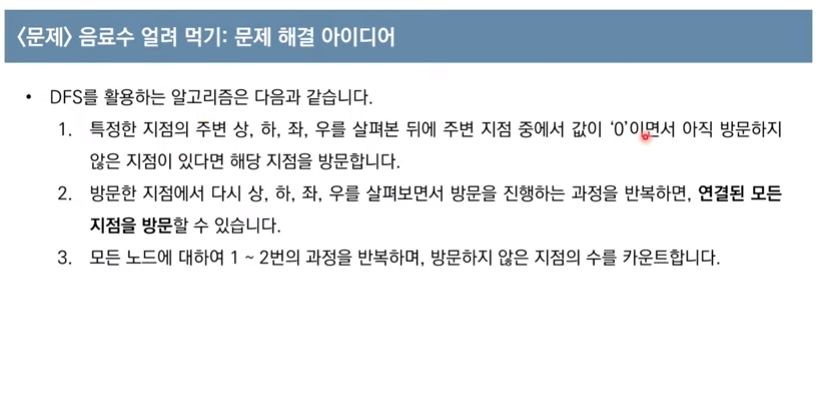 <문제> 음료수 얼려 먹기: 문제 해결 아이디어
• DFS를 활용하는 알고리즘은 다음과 같습니다.
1. 특정한 지점의 주변 상, 하, 좌, 우를 살펴본 뒤에 주변 지점 중에서 값이 ‘0’이면서 아직 방문하지
않은 지점이 있다면 해당 지점을 방문합니다.
2. 방문한 지점에서 다시 상, 하, 좌, 우를 살펴보면서 방문을 진행하는 과정을 반복하면, 연결된 모든
지점을 방문할 수 있습니다.
3. 모든 노드에 대하여 1 ~ 2번의 과정을 반복하며, 방문하지 않은 지점의 수를 카운트합니다.